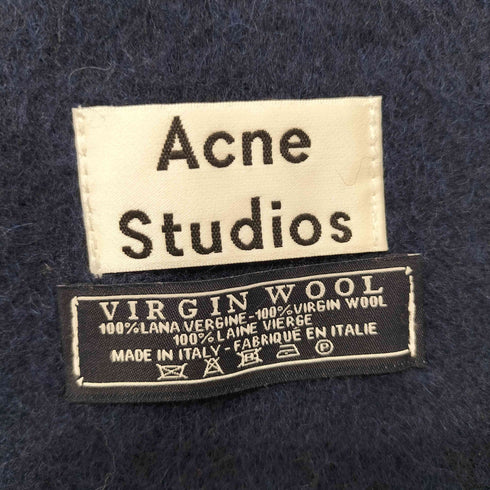 Acne
Studios
VIRGIN WOOL
100%LANA VERGINE-100%VIRGIN WOOL
100%LAINE VIERGE
MADE IN ITALY-FABRIQUÉ EN ITALIE
P